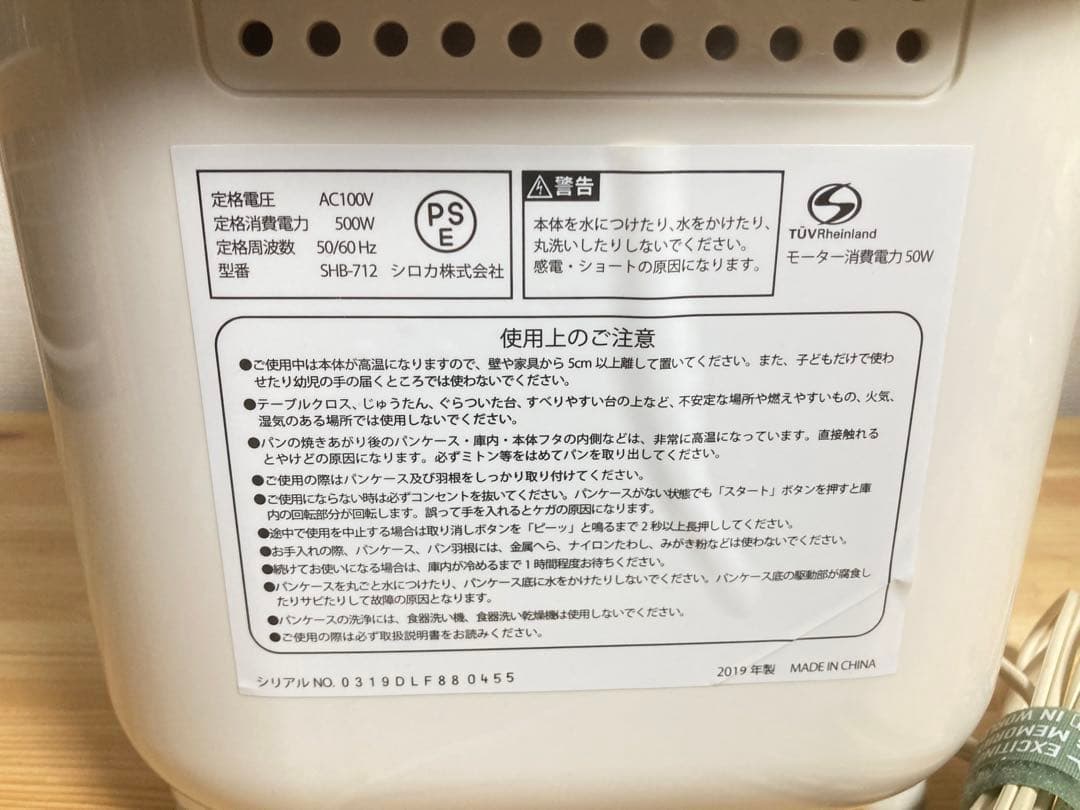 定格電圧 AC100V
定格消費電力 500W
定格周波数 50/60 Hz
型番 SHB-712 シロカ株式会社
PS
E
警告
本体を水につけたり、水をかけたり、
丸洗いしたりしないでください。
感電・ショートの原因になります。
TÜVRheinland
モーター消費電力 50W
使用上のご注意
●ご使用中は本体が高温になりますので、壁や家具から 5cm 以上離して置いてください。また、子どもだけで使わ
せたり幼児の手の届くところでは使わないでください。
●テーブルクロス、じゅうたん、ぐらついた台、すべりやすい台の上など、不安定な場所や燃えやすいもの、火気、
湿気のある場所では使用しないでください。
●パンの焼きあがり後のパンケース・庫内・本体フタの内側などは、非常に高温になっています。直接触れる
とやけどの原因になります。必ずミトン等をはめてパンを取り出してください。
●ご使用の際はパンケース及び羽根をしっかり取り付けてください。
●ご使用にならない時は必ずコンセントを抜いてください。パンケースがない状態でも「スタート」ボタンを押すと庫
内の回転部分が回転します。誤って手を入れるとケガの原因になります。
●途中で使用を中止する場合は取り消しボタンを「ピーッ」と鳴るまで 2 秒以上長押ししてください。
●お手入れの際、パンケース、パン羽根には、金属へら、ナイロンたわし、みがき粉などは使わないでください。
●続けてお使いになる場合は、庫内が冷めるまで 1 時間程度お待ちください。
●パンケースを丸ごと水につけたり、パンケース底に水をかけたりしないでください。パンケース底の駆動部が腐食し
たりサビたりして故障の原因となります。
●パンケースの洗浄には、食器洗い機、食器洗い乾燥機は使用しないでください。
●ご使用の際は必ず取扱説明書をお読みください。
シリアル NO. 0319DLF880455
2019 年製 MADE IN CHINA
EXCITING
MEMOR
IN WOR